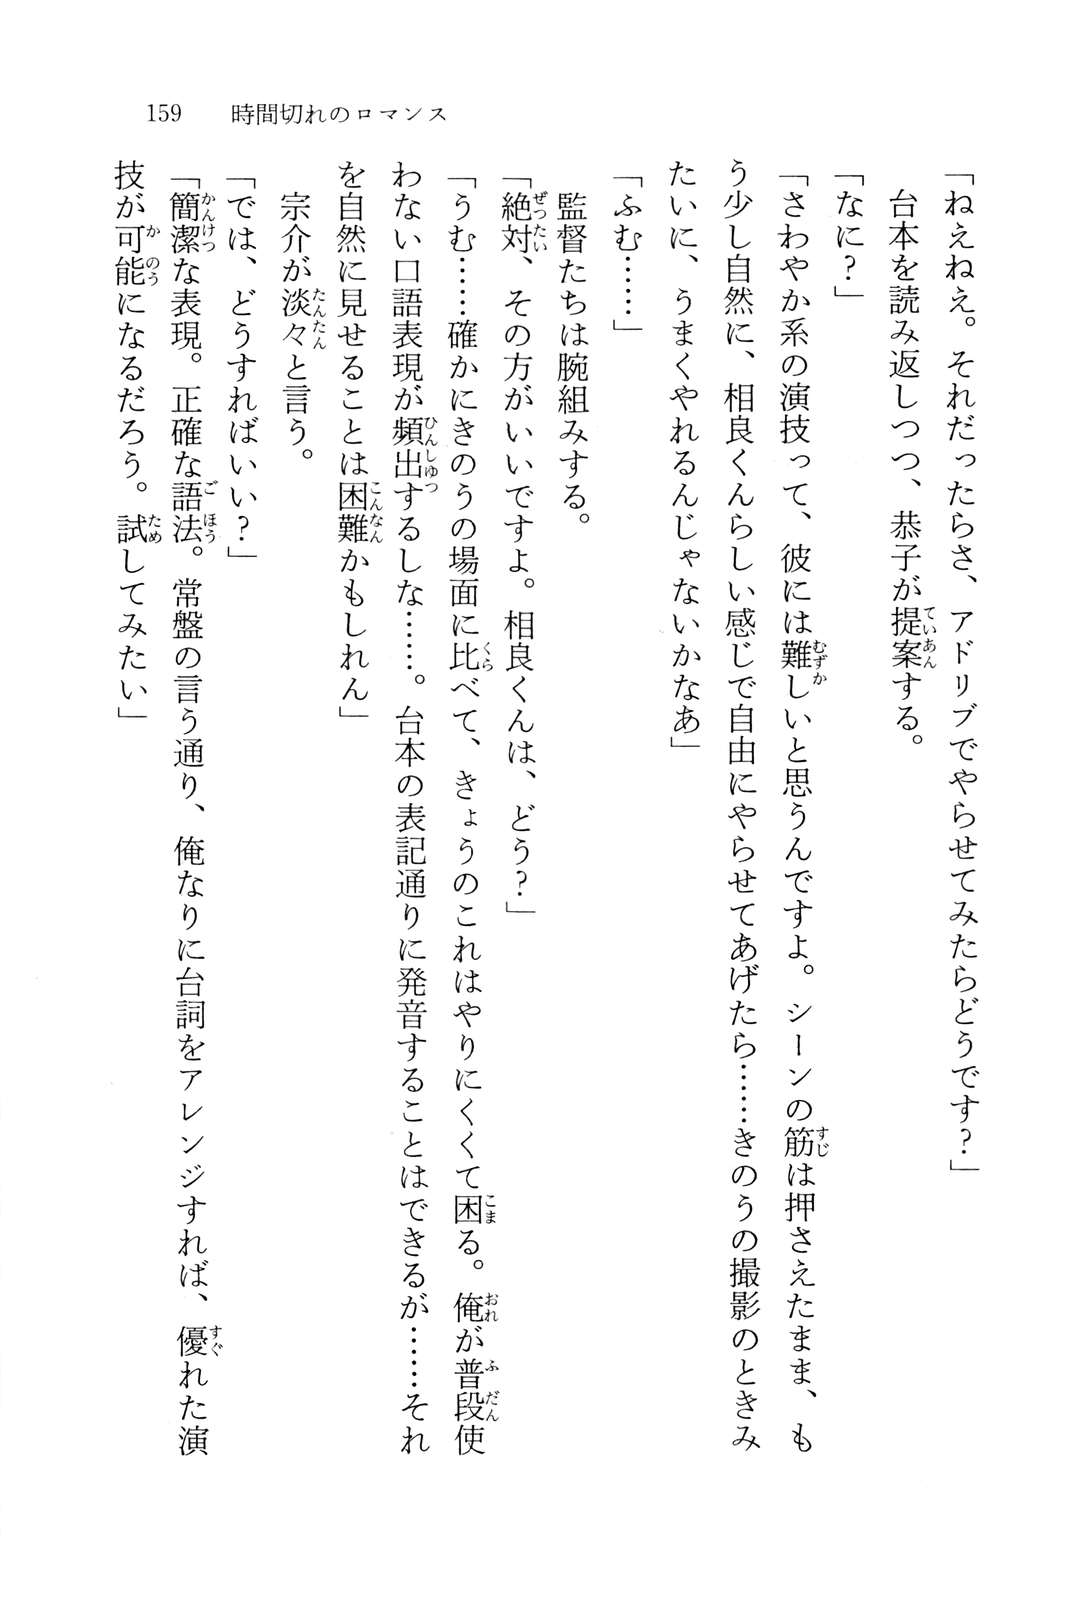 159 時間切れのロマンス
「ねえねえ。それだったらさ、アドリブでやらせてみたらどうです？」
台本を読み返しつつ、恭子が提案する。
「なに？」
「さわやか系の演技って、彼には難しいと思うんですよ。シーンの筋は押さえたまま、も
う少し自然に、相良くんらしい感じで自由にやらせてあげたら……きのうの撮影のときみ
たいに、うまくやれるんじゃないかなあ」
「ふむ……」
監督たちは腕組みする。
「絶対、その方がいいですよ。相良くんは、どう？」
「うむ……確かにきのうの場面に比べて、きょうのこれはやりにくくて困る。俺が普段使
わない口語表現が頻出するしな……。台本の表記通りに発音することはできるが……それ
を自然に見せることは困難かもしれん」
宗介が淡々と言う。
「では、どうすればいい？」
「簡潔な表現。正確な語法。常盤の言う通り、俺なりに台詞をアレンジすれば、優れた演
技が可能になるだろう。試してみたい」